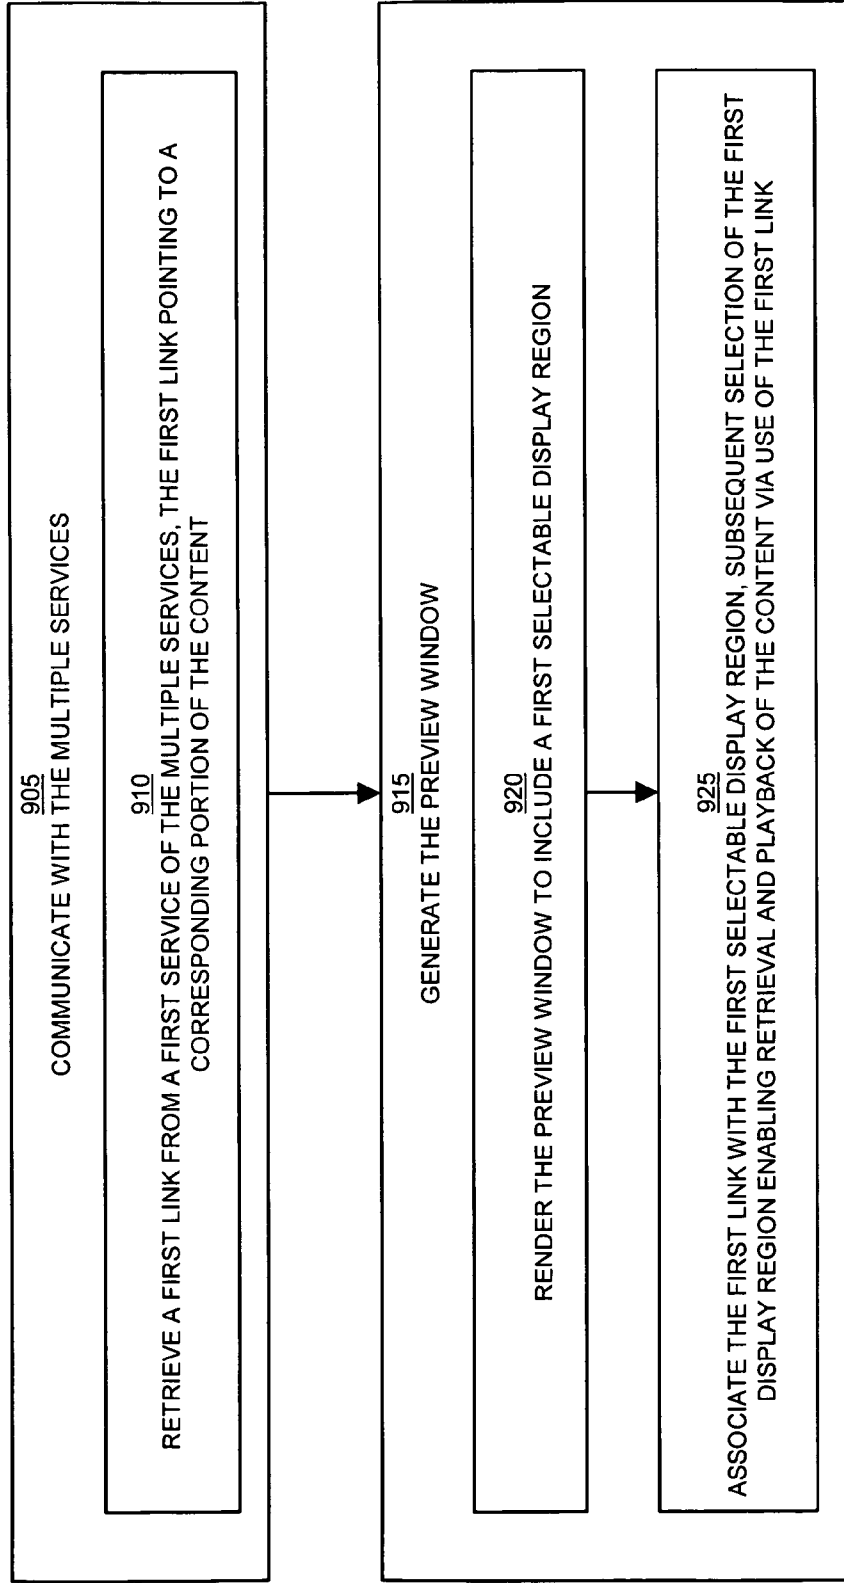 905
COMMUNICATE WITH THE MULTIPLE SERVICES
910
RETRIEVE A FIRST LINK FROM A FIRST SERVICE OF THE MULTIPLE SERVICES, THE FIRST LINK POINTING TO A
CORRESPONDING PORTION OF THE CONTENT
915
GENERATE THE PREVIEW WINDOW
920
RENDER THE PREVIEW WINDOW TO INCLUDE A FIRST SELECTABLE DISPLAY REGION
925
ASSOCIATE THE FIRST LINK WITH THE FIRST SELECTABLE DISPLAY REGION, SUBSEQUENT SELECTION OF THE FIRST
DISPLAY REGION ENABLING RETRIEVAL AND PLAYBACK OF THE CONTENT VIA USE OF THE FIRST LINK